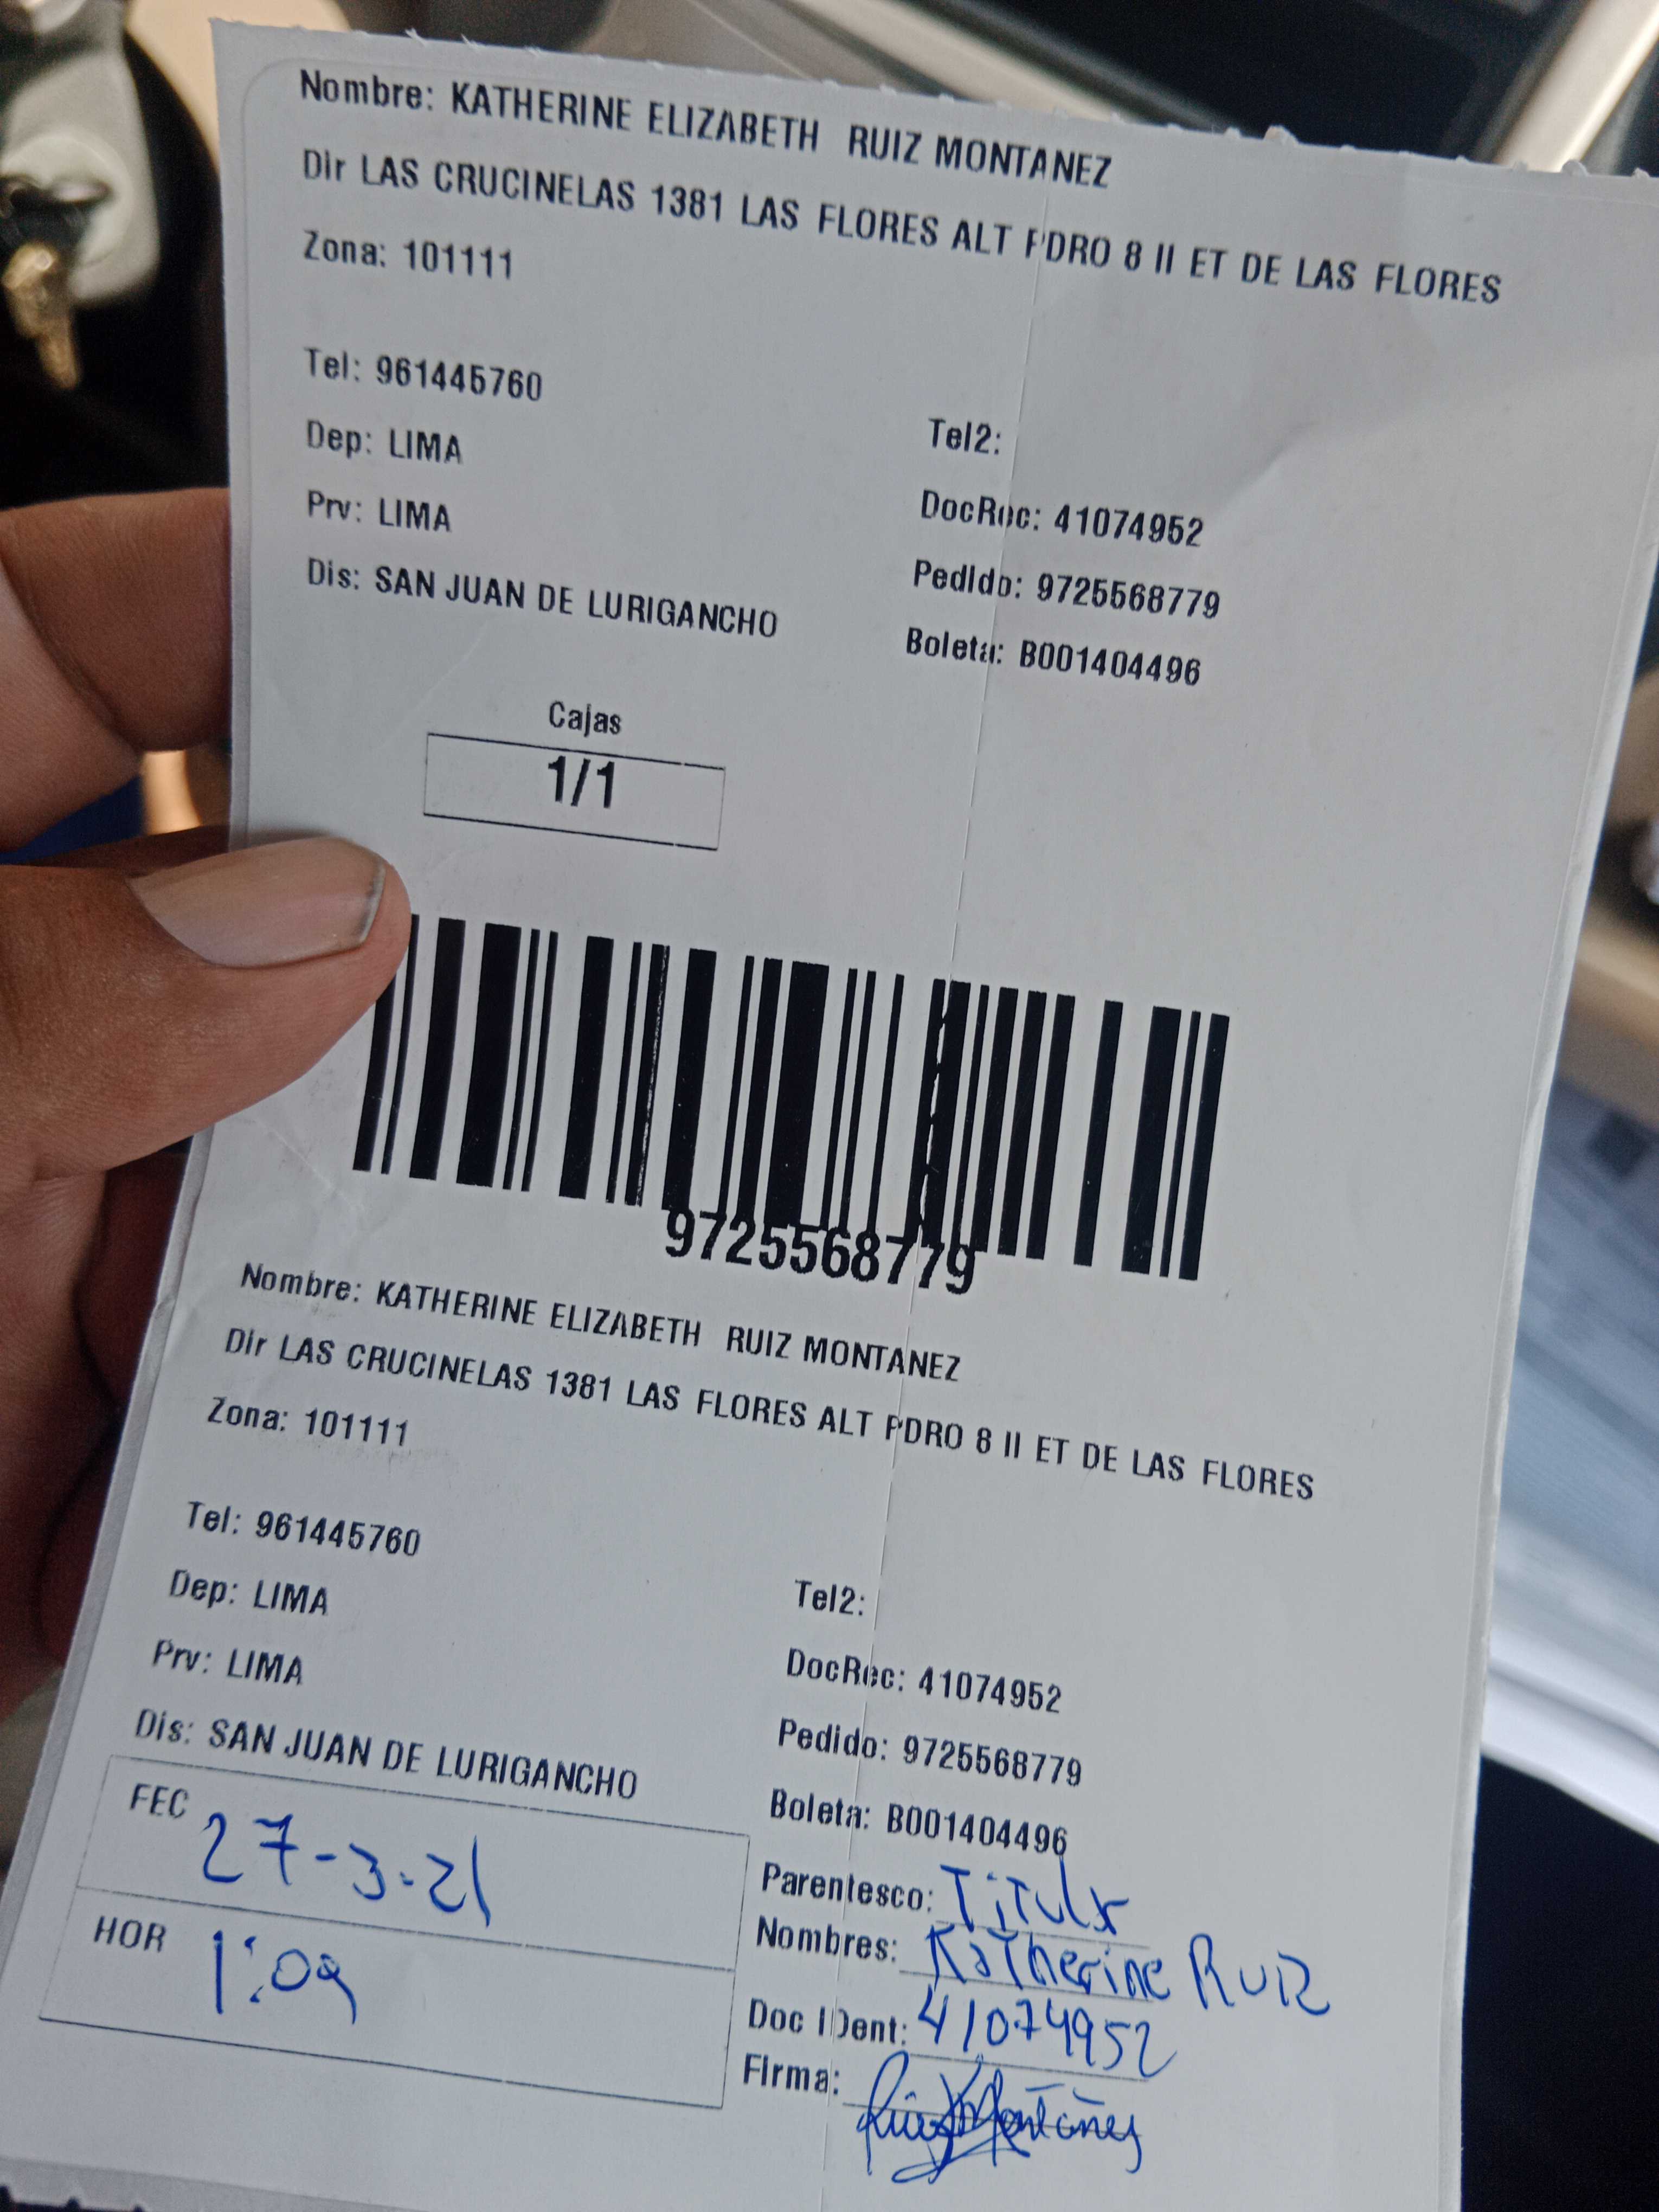 Nombre: KATHERINE ELIZABETH RUIZ MONTANEZ
Dir LAS CRUCINELAS 1381 LAS FLORES ALT PDRO 8 II ET DE LAS FLORES
Zona: 101111
Tel: 961445760
Tel2:
Dep: LIMA
DocRec: 41074952
Prv: LIMA
Pedido: 9725568779
Dis: SAN JUAN DE LURIGANCHO
Boleta: B001404496
Cajas
1/1
9725568779
Nombre: KATHERINE ELIZABETH RUIZ MONTANEZ
Dir LAS CRUCINELAS 1381 LAS FLORES ALT PDRO 8 II ET DE LAS FLORES
Zona: 101111
Tel: 961445760
Tel2:
Dep: LIMA
DocRec: 41074952
Prv: LIMA
Pedido: 9725568779
Dis: SAN JUAN DE LURIGANCHO
Boleta: B001404496
FEC 27-3-21
HOR 1:09
Parentesco: Titular
Nombres: Katherine Ruiz
Doc IDent: 41074952
Firma: Ruiz Montañez